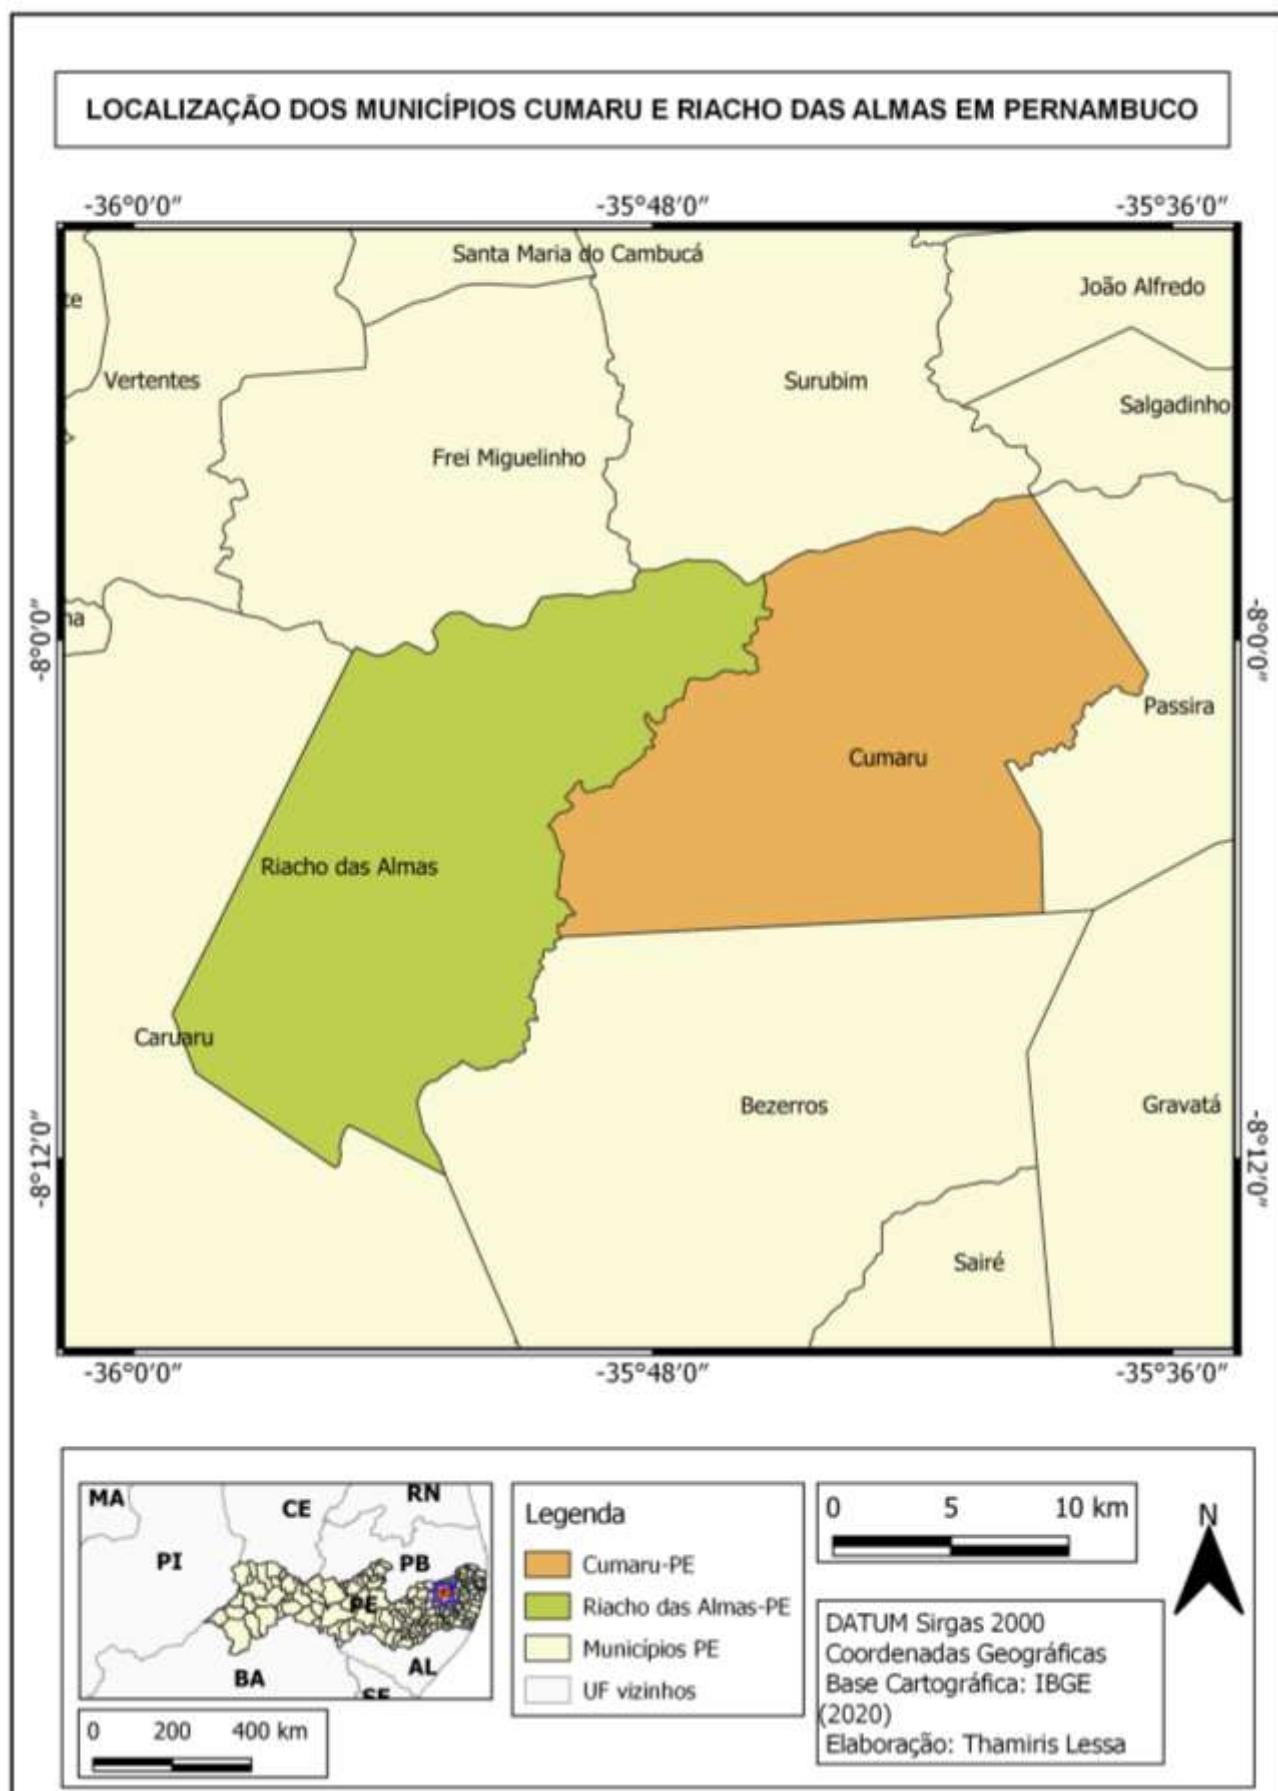 LOCALIZAÇÃO DOS MUNICÍPIOS CUMARU E RIACHO DAS ALMAS EM PERNAMBUCO
-36°0′0″ -35°48′0″ -35°36′0″
Santa Maria do Cambucá
João Alfredo
te
Vertentes
Surubim
Salgadinho
Frei Miguelinho
na
-8°0′0″
-8°0′0″
Passira
Cumaru
Riacho das Almas
Caruaru
Bezerros
Gravatá
-8°12′0″
-8°12′0″
Sairé
-36°0′0″ -35°48′0″ -35°36′0″
MA
CE
RN
PI
PB
PE
BA
AL
SE
0 200 400 km
Legenda
Cumaru-PE
Riacho das Almas-PE
Municípios PE
UF vizinhos
0 5 10 km
N
DATUM Sirgas 2000
Coordenadas Geográficas
Base Cartográfica: IBGE
(2020)
Elaboração: Thamiris Lessa